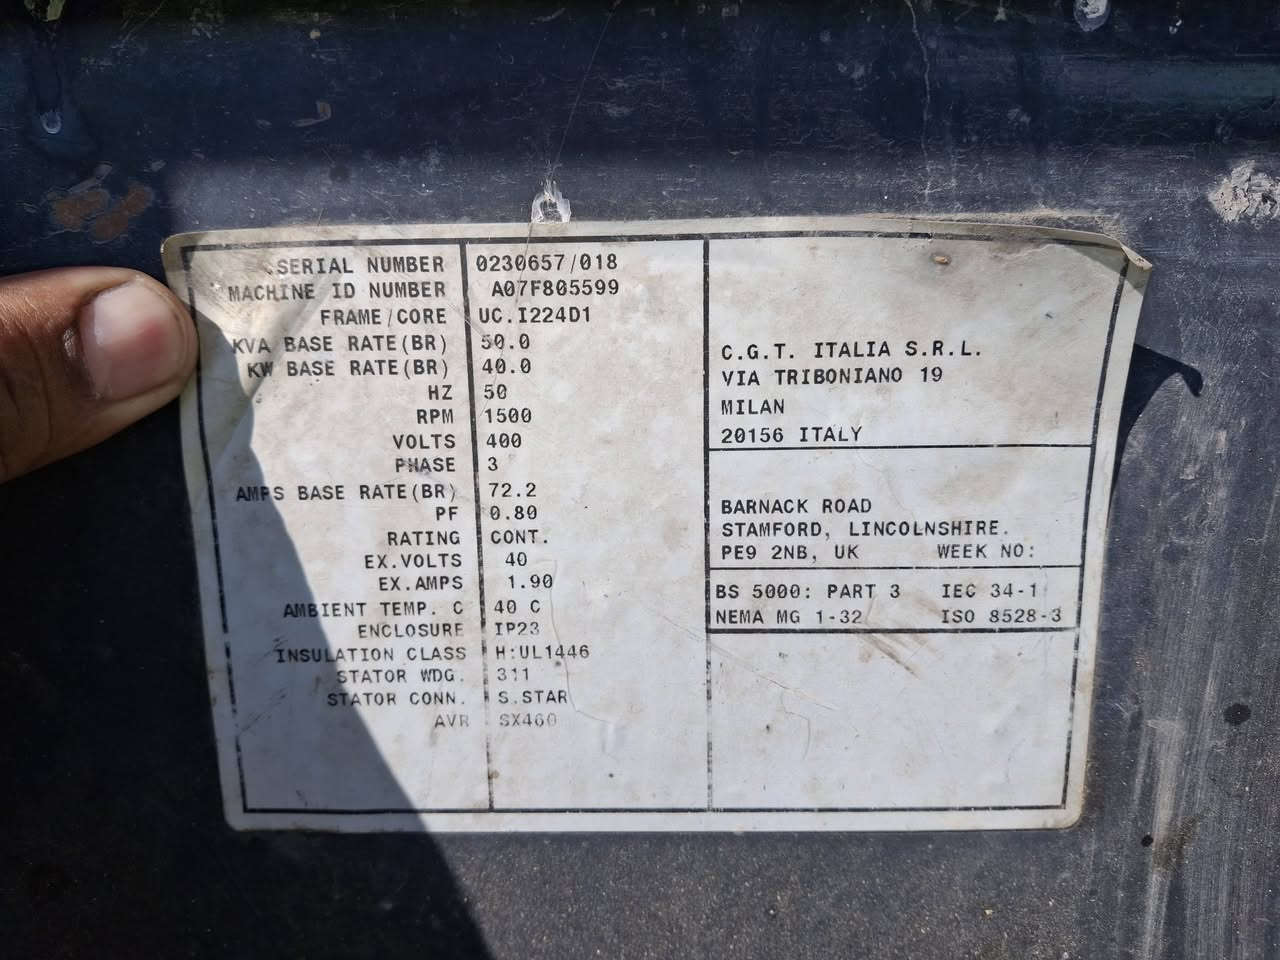 SERIAL NUMBER 0230657/018
MACHINE ID NUMBER A07F805599
FRAME/CORE UC.I224D1
KVA BASE RATE(BR) 50.0
KW BASE RATE(BR) 40.0
HZ 50
RPM 1500
VOLTS 400
PHASE 3
AMPS BASE RATE(BR) 72.2
PF 0.80
RATING CONT.
EX.VOLTS 40
EX.AMPS 1.90
AMBIENT TEMP. C 40 C
ENCLOSURE IP23
INSULATION CLASS H:UL1446
STATOR WDG. 311
STATOR CONN. S.STAR
AVR SX460
C.G.T. ITALIA S.R.L.
VIA TRIBONIANO 19
MILAN
20156 ITALY
BARNACK ROAD
STAMFORD, LINCOLNSHIRE.
PE9 2NB, UK WEEK NO:
BS 5000: PART 3 IEC 34-1
NEMA MG 1-32 ISO 8528-3